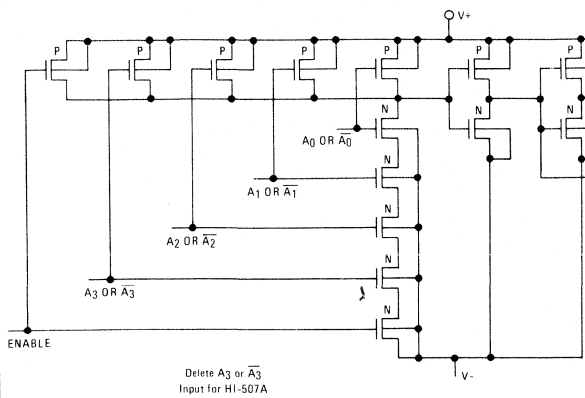 V+
P P P P P P P
N N N
A0 OR A̅0̅
N
A1 OR A̅1̅
N
A2 OR A̅2̅
N
A3 OR A̅3̅
N
ENABLE
Delete A3 or A̅3̅
Input for HI-507A
V-